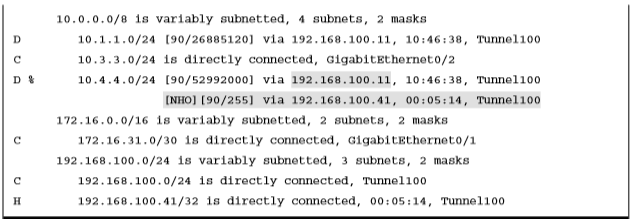 10.0.0.0/8 is variably subnetted, 4 subnets, 2 masks
D 10.1.1.0/24 [90/26885120] via 192.168.100.11, 10:46:38, Tunnel100
C 10.3.3.0/24 is directly connected, GigabitEthernet0/2
D % 10.4.4.0/24 [90/52992000] via 192.168.100.11, 10:46:38, Tunnel100
[NHO][90/255] via 192.168.100.41, 00:05:14, Tunnel100
172.16.0.0/16 is variably subnetted, 2 subnets, 2 masks
C 172.16.31.0/30 is directly connected, GigabitEthernet0/1
192.168.100.0/24 is variably subnetted, 3 subnets, 2 masks
C 192.168.100.0/24 is directly connected, Tunnel100
H 192.168.100.41/32 is directly connected, 00:05:14, Tunnel100